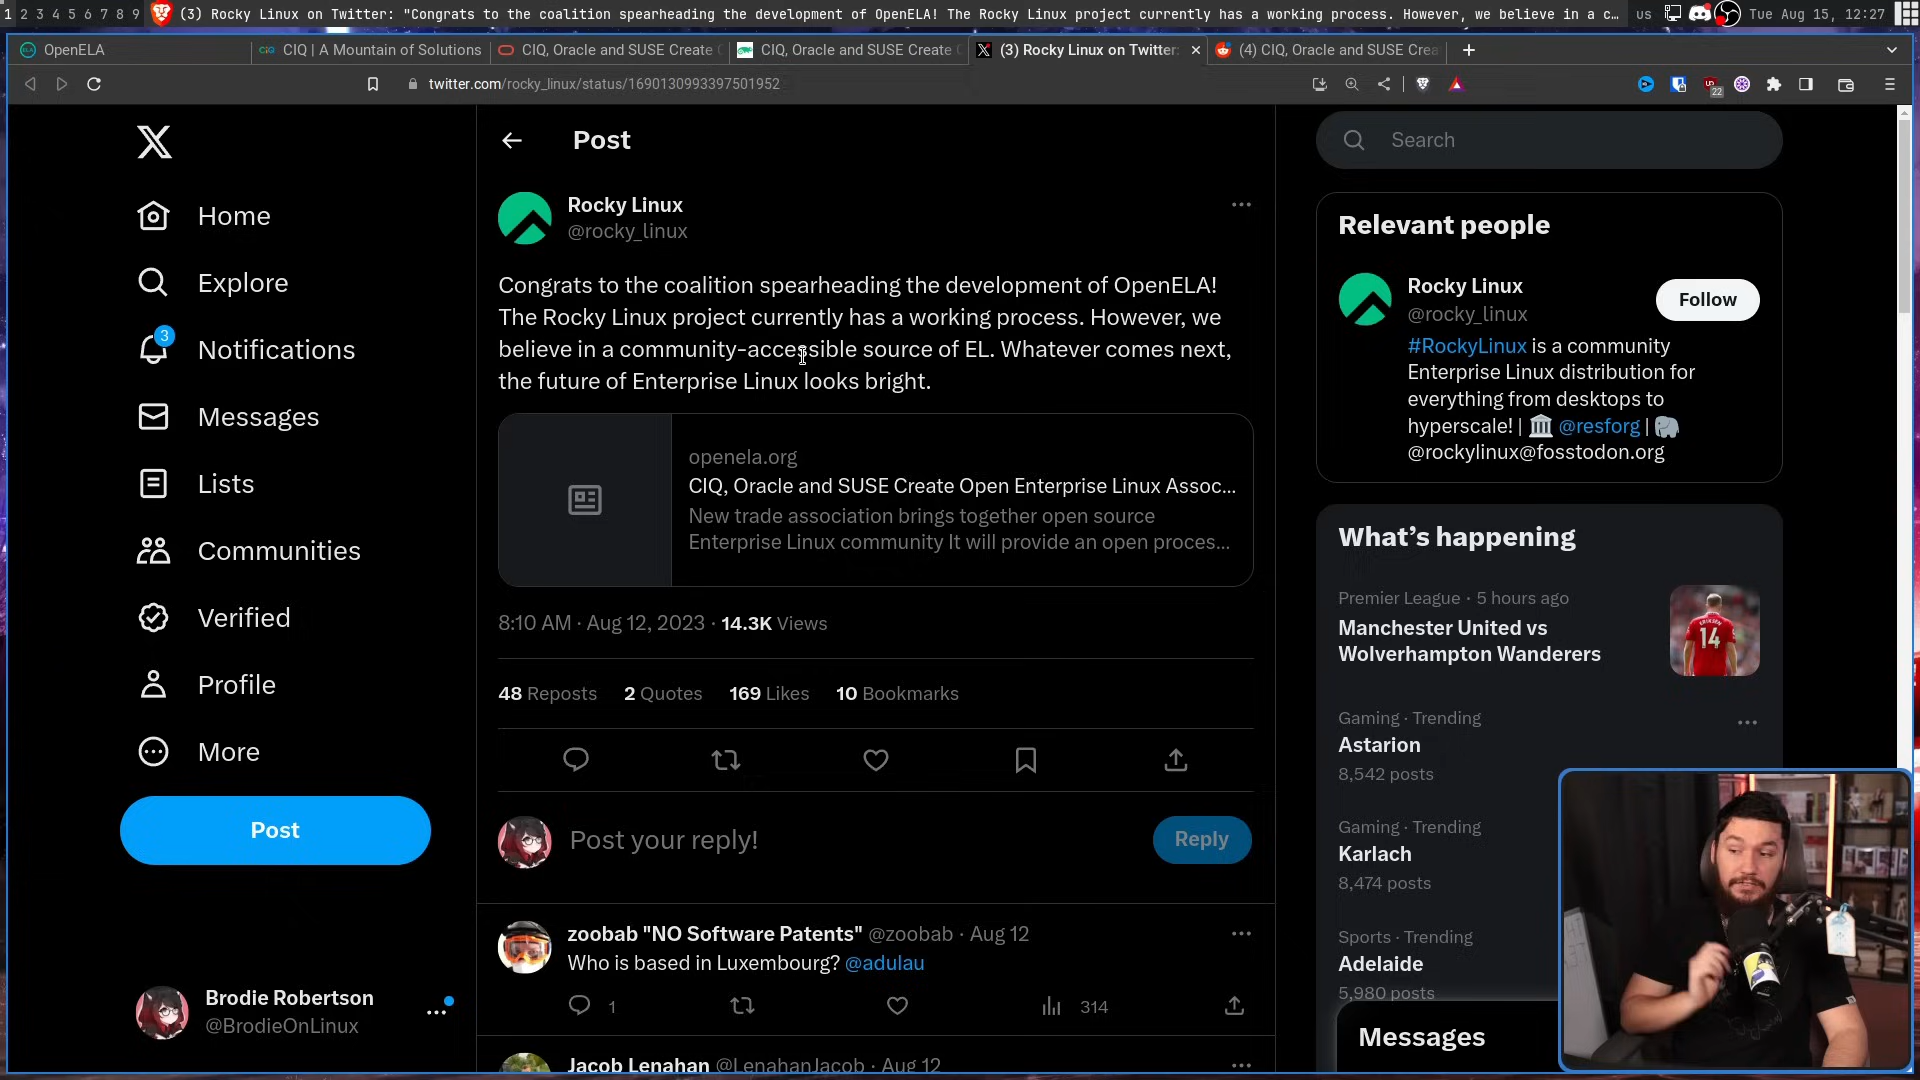 1 2 3 4 5 6 7 8 9 (3) Rocky Linux on Twitter: "Congrats to the coalition spearheading the development of OpenELA! The Rocky Linux project currently has a working process. However, we believe in a c... us Tue Aug 15, 12:27
OpenELA CIQ | A Mountain of Solutions CIQ, Oracle and SUSE Create CIQ, Oracle and SUSE Create (3) Rocky Linux on Twitter: (4) CIQ, Oracle and SUSE Crea
twitter.com/rocky_linux/status/1690130993397501952
22
Post
Search
Home
Explore
3
Notifications
Messages
Lists
Communities
Verified
Profile
More
Post
Brodie Robertson
@BrodieOnLinux
Rocky Linux
@rocky_linux
Congrats to the coalition spearheading the development of OpenELA!
The Rocky Linux project currently has a working process. However, we
believe in a community-accessible source of EL. Whatever comes next,
the future of Enterprise Linux looks bright.
openela.org
CIQ, Oracle and SUSE Create Open Enterprise Linux Assoc...
New trade association brings together open source
Enterprise Linux community It will provide an open proces...
8:10 AM · Aug 12, 2023 · 14.3K Views
48 Reposts 2 Quotes 169 Likes 10 Bookmarks
Post your reply!
Reply
zoobab "NO Software Patents" @zoobab · Aug 12
Who is based in Luxembourg? @adulau
1 314
Jacob Lenahan @LenahanJacob · Aug 12
Relevant people
Rocky Linux
@rocky_linux
Follow
#RockyLinux is a community
Enterprise Linux distribution for
everything from desktops to
hyperscale! | 🏛 @resforg | 🐘
@rockylinux@fosstodon.org
What's happening
Premier League · 5 hours ago
Manchester United vs
Wolverhampton Wanderers
ERIKSEN
14
Gaming · Trending
Astarion
8,542 posts
Gaming · Trending
Karlach
8,474 posts
Sports · Trending
Adelaide
5,980 posts
Messages